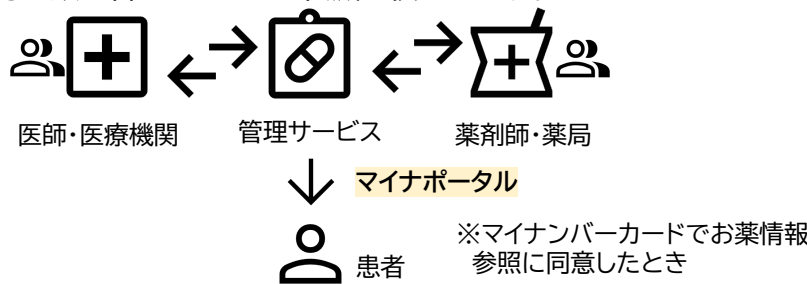 医師・医療機関
管理サービス
薬剤師・薬局
マイナポータル
患者
※マイナンバーカードでお薬情報
参照に同意したとき